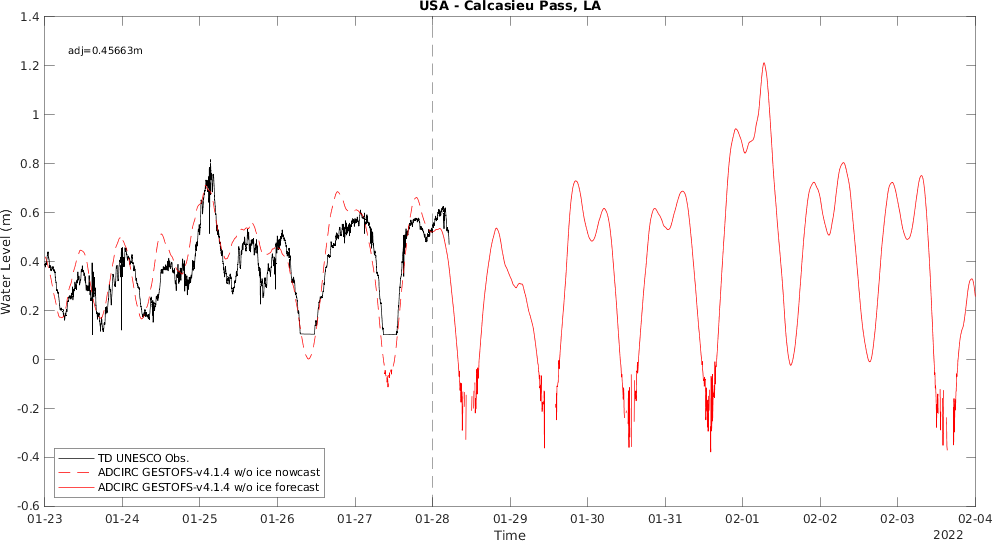 USA - Calcasieu Pass, LA
1.4
adj=0.45663m
1.2
1
0.8
0.6
0.4
0.2
0
-0.2
-0.4
-0.6
Water Level (m)
TD UNESCO Obs.
ADCIRC GESTOFS-v4.1.4 w/o ice nowcast
ADCIRC GESTOFS-v4.1.4 w/o ice forecast
01-23 01-24 01-25 01-26 01-27 01-28 01-29 01-30 01-31 02-01 02-02 02-03 02-04
Time
2022